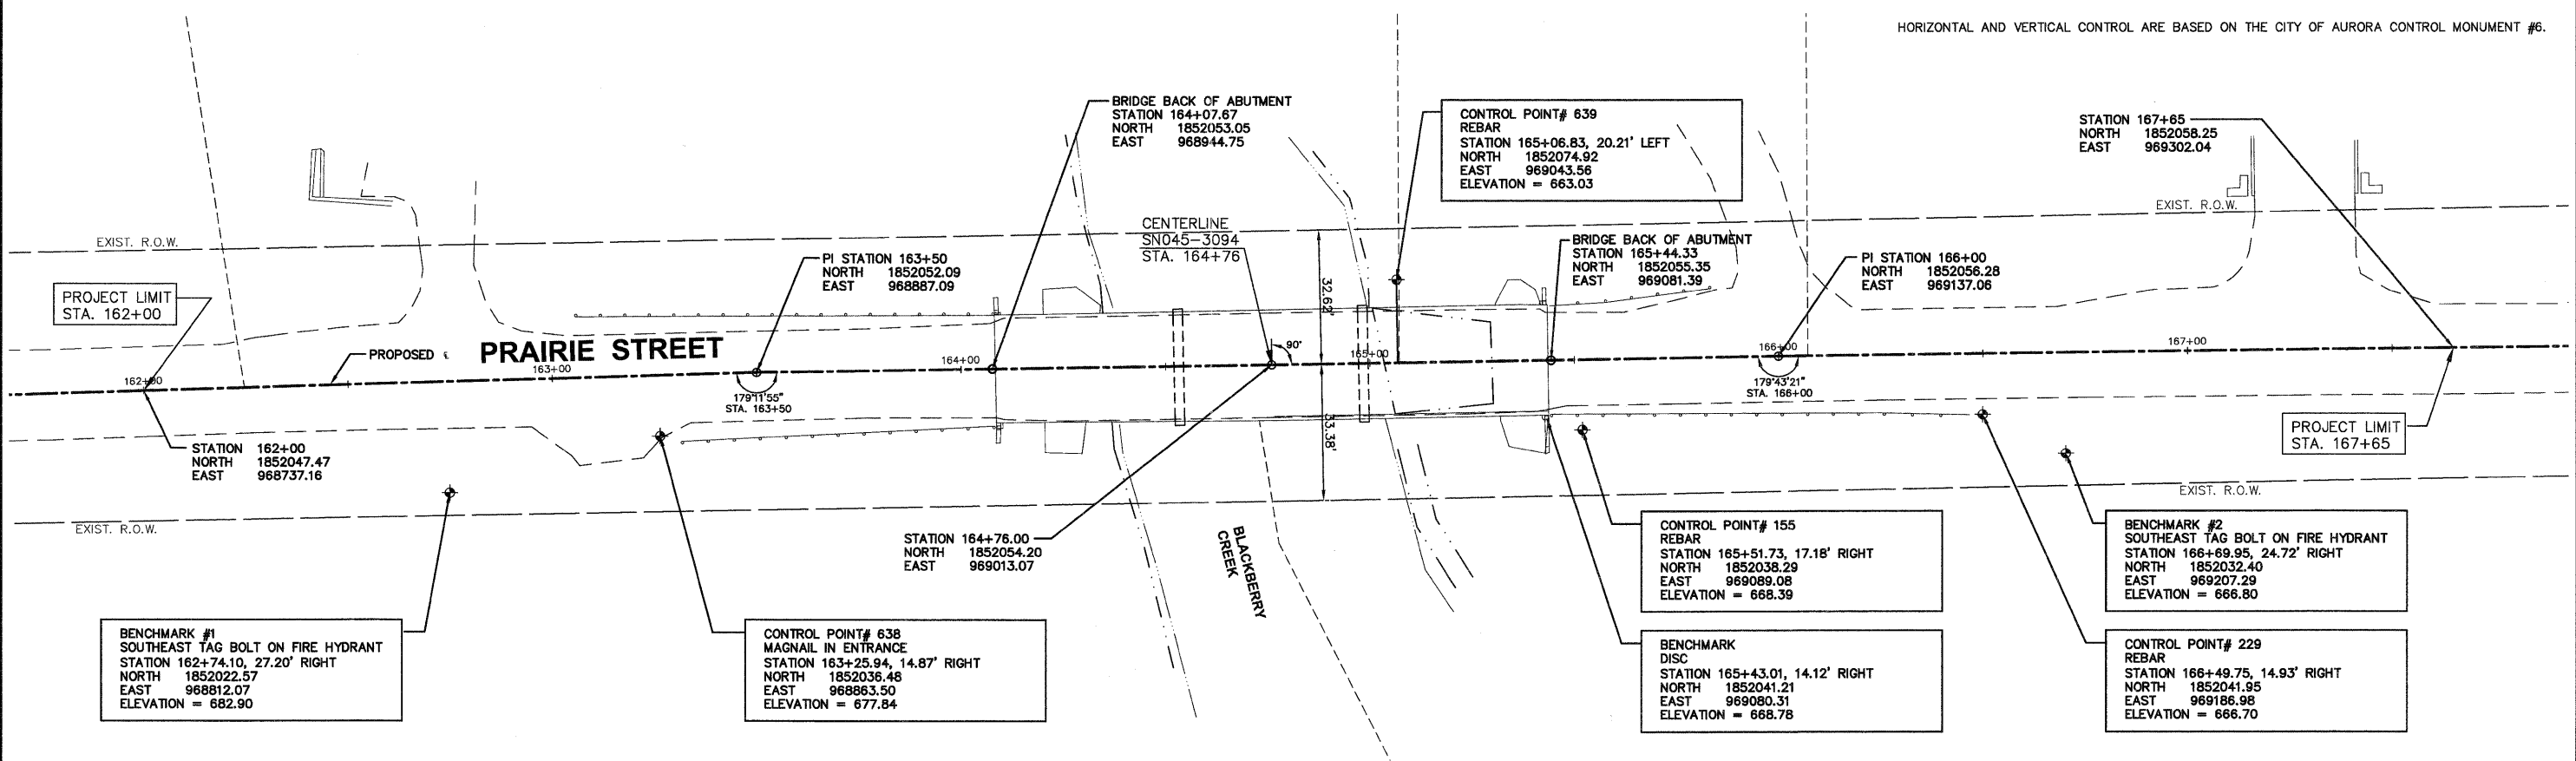 HORIZONTAL AND VERTICAL CONTROL ARE BASED ON THE CITY OF AURORA CONTROL MONUMENT #6.
BRIDGE BACK OF ABUTMENT
STATION 164+07.67
NORTH 1852053.05
EAST 968944.75
CONTROL POINT# 639
REBAR
STATION 165+06.83, 20.21' LEFT
NORTH 1852074.92
EAST 969043.56
ELEVATION = 663.03
STATION 167+65
NORTH 1852058.25
EAST 969302.04
EXIST. R.O.W.
EXIST. R.O.W.
CENTERLINE
SN045-3094
STA. 164+76
BRIDGE BACK OF ABUTMENT
STATION 165+44.33
NORTH 1852055.35
EAST 969081.39
PI STATION 163+50
NORTH 1852052.09
EAST 968887.09
PI STATION 166+00
NORTH 1852056.28
EAST 969137.06
PROJECT LIMIT
STA. 162+00
32.62'
90°
PROPOSED ℄
PRAIRIE STREET
162+00
163+00
164+00
165+00
166+00
167+00
179°11'55"
STA. 163+50
179°43'21"
STA. 166+00
33.38'
PROJECT LIMIT
STA. 167+65
STATION 162+00
NORTH 1852047.47
EAST 968737.16
EXIST. R.O.W.
EXIST. R.O.W.
STATION 164+76.00
NORTH 1852054.20
EAST 969013.07
BLACKBERRY
CREEK
CONTROL POINT# 155
REBAR
STATION 165+51.73, 17.18' RIGHT
NORTH 1852038.29
EAST 969089.08
ELEVATION = 668.39
BENCHMARK #2
SOUTHEAST TAG BOLT ON FIRE HYDRANT
STATION 166+69.95, 24.72' RIGHT
NORTH 1852032.40
EAST 969207.29
ELEVATION = 666.80
BENCHMARK #1
SOUTHEAST TAG BOLT ON FIRE HYDRANT
STATION 162+74.10, 27.20' RIGHT
NORTH 1852022.57
EAST 968812.07
ELEVATION = 682.90
CONTROL POINT# 638
MAGNAIL IN ENTRANCE
STATION 163+25.94, 14.87' RIGHT
NORTH 1852036.48
EAST 968863.50
ELEVATION = 677.84
BENCHMARK
DISC
STATION 165+43.01, 14.12' RIGHT
NORTH 1852041.21
EAST 969080.31
ELEVATION = 668.78
CONTROL POINT# 229
REBAR
STATION 166+49.75, 14.93' RIGHT
NORTH 1852041.95
EAST 969186.98
ELEVATION = 666.70